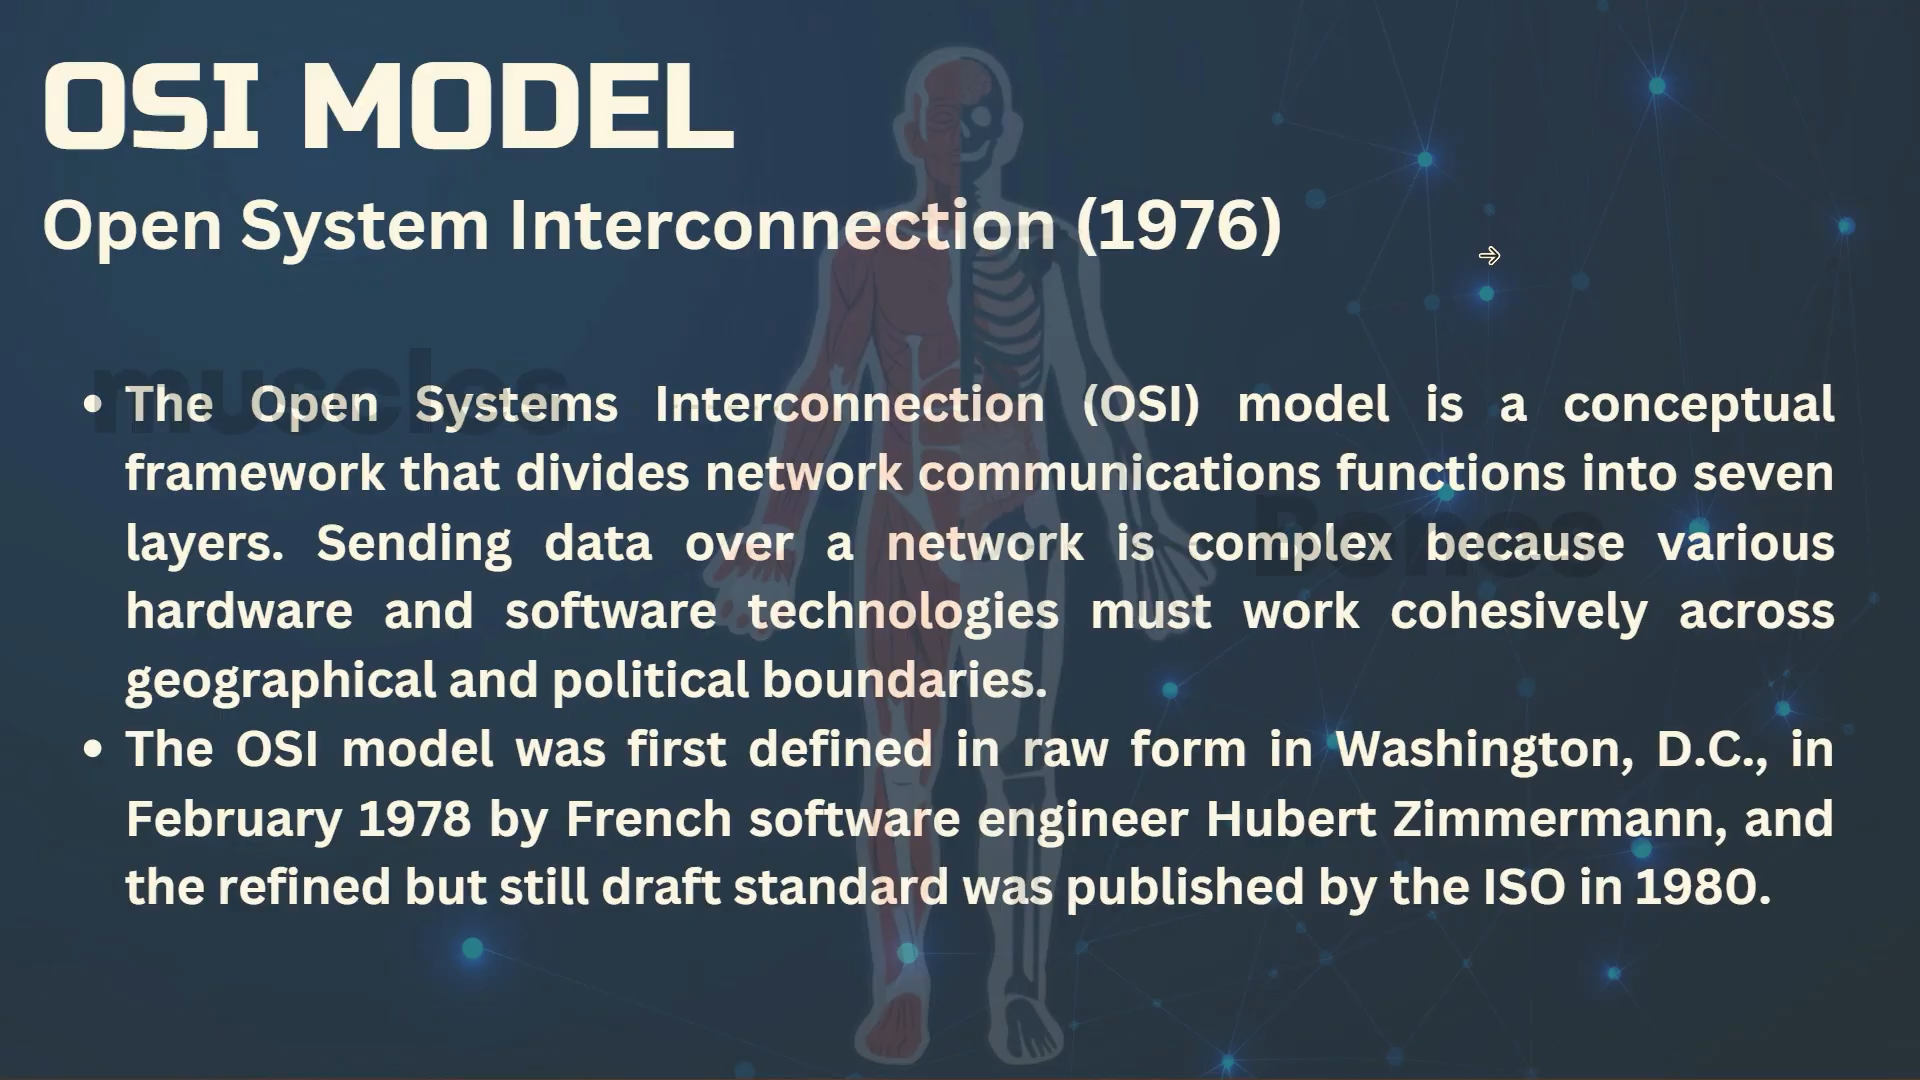 OSI MODEL
Open System Interconnection (1976)
muscles
• The Open Systems Interconnection (OSI) model is a conceptual
framework that divides network communications functions into seven
Bones
layers. Sending data over a network is complex because various
hardware and software technologies must work cohesively across
geographical and political boundaries.
• The OSI model was first defined in raw form in Washington, D.C., in
February 1978 by French software engineer Hubert Zimmermann, and
the refined but still draft standard was published by the ISO in 1980.